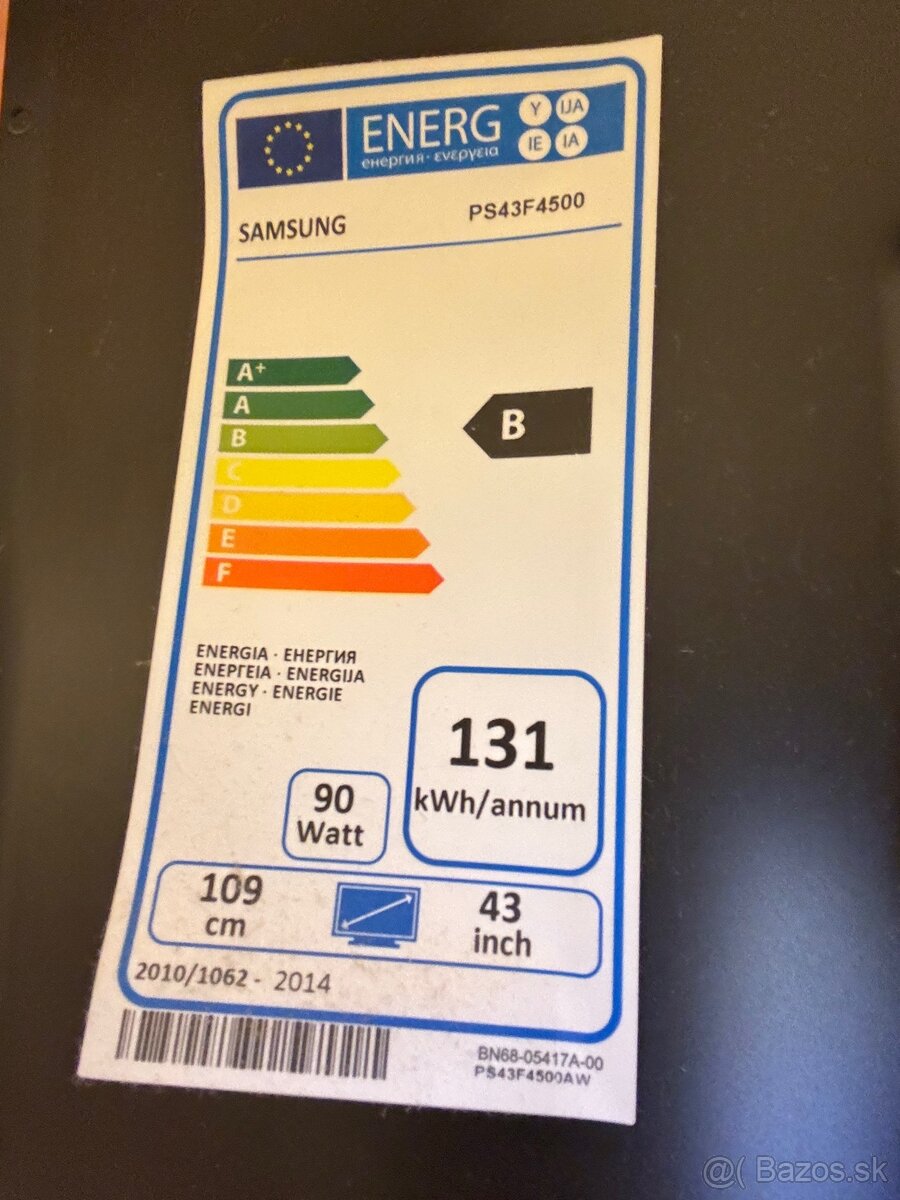 ENERG Y IJA
енергия · ενεργεια IE IA
SAMSUNG PS43F4500
A+
A
B
B
C
D
E
F
ENERGIA · ЕНЕРГИЯ
ΕΝΕΡΓΕΙΑ · ENERGIJA
ENERGY · ENERGIE
ENERGI
131
kWh/annum
90
Watt
109
cm
43
inch
2010/1062 - 2014
BN68-05417A-00
PS43F4500AW
@( Bazos.sk